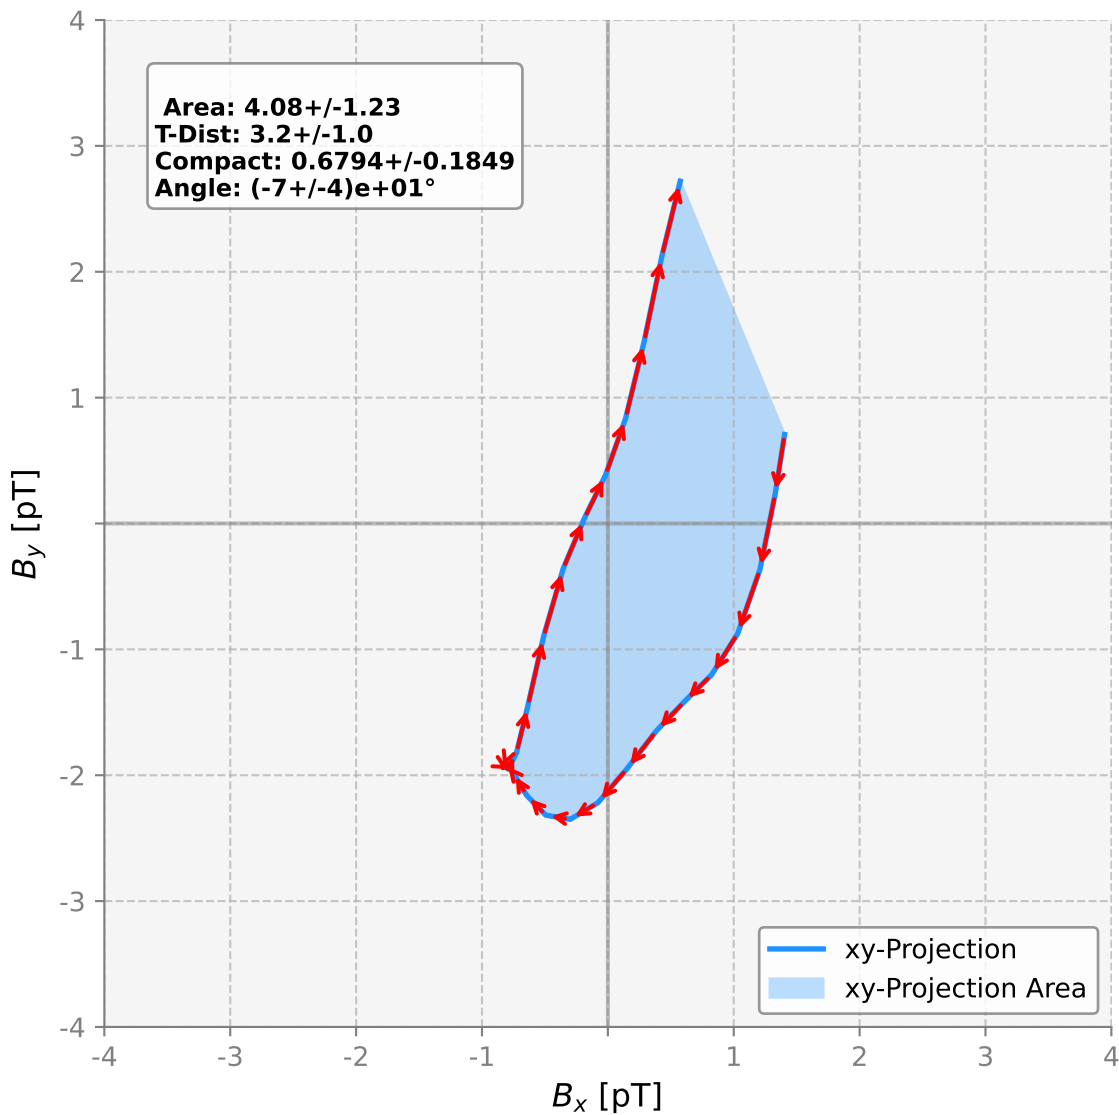 4
3
2
1
-1
-2
-3
-4
-4
-3
-2
-1
1
2
3
4
B_y [pT]
B_x [pT]
Area: 4.08+/-1.23
T-Dist: 3.2+/-1.0
Compact: 0.6794+/-0.1849
Angle: (-7+/-4)e+01°
xy-Projection
xy-Projection Area